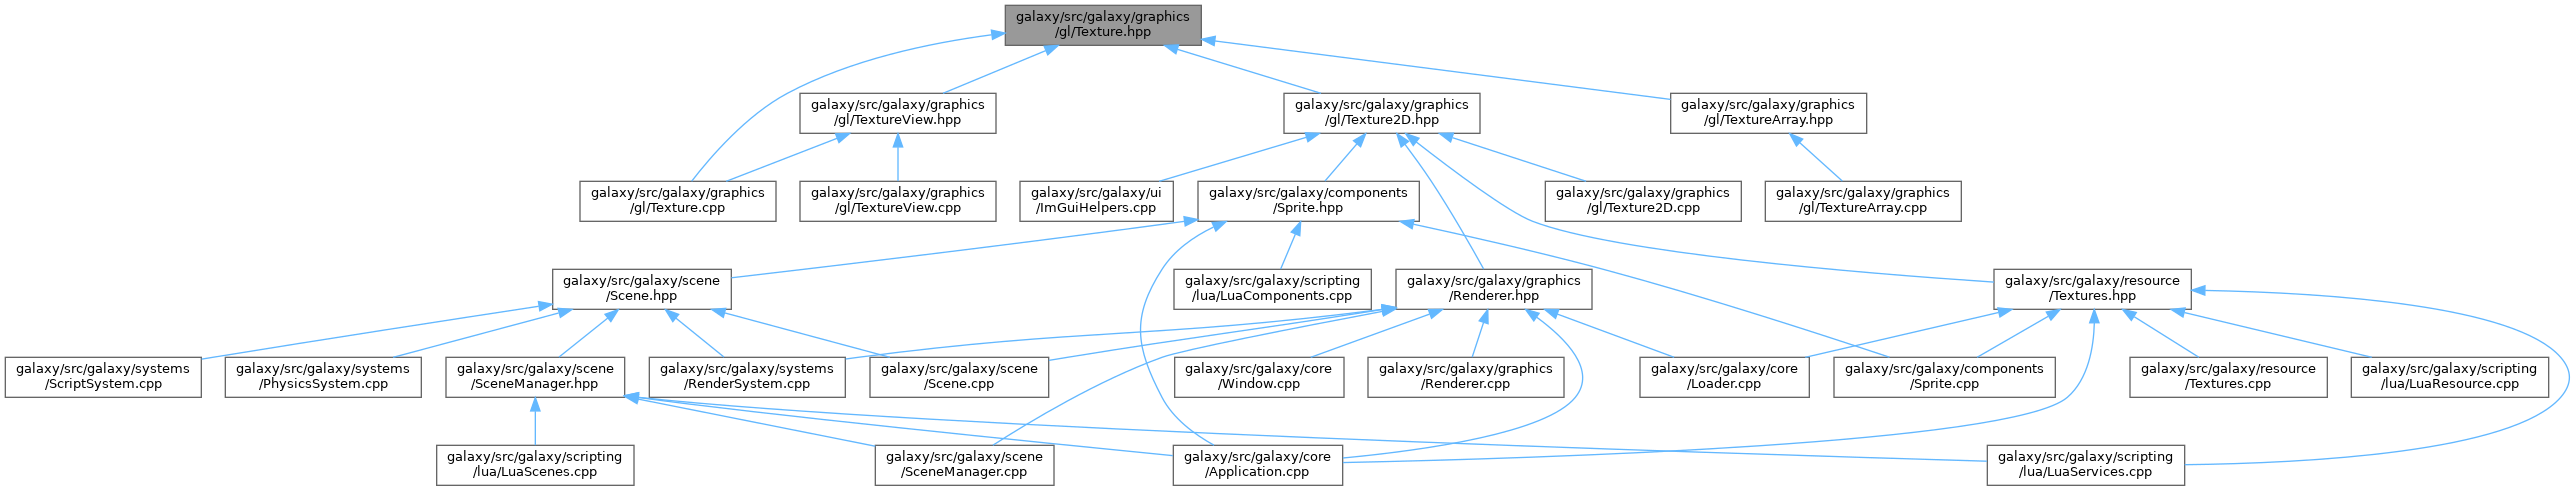 galaxy/src/galaxy/graphics
/gl/Texture.hpp
galaxy/src/galaxy/graphics
/gl/TextureView.hpp
galaxy/src/galaxy/graphics
/gl/Texture2D.hpp
galaxy/src/galaxy/graphics
/gl/TextureArray.hpp
galaxy/src/galaxy/graphics
/gl/Texture.cpp
galaxy/src/galaxy/graphics
/gl/TextureView.cpp
galaxy/src/galaxy/ui
/ImGuiHelpers.cpp
galaxy/src/galaxy/components
/Sprite.hpp
galaxy/src/galaxy/graphics
/gl/Texture2D.cpp
galaxy/src/galaxy/graphics
/gl/TextureArray.cpp
galaxy/src/galaxy/scene
/Scene.hpp
galaxy/src/galaxy/scripting
/lua/LuaComponents.cpp
galaxy/src/galaxy/graphics
/Renderer.hpp
galaxy/src/galaxy/resource
/Textures.hpp
galaxy/src/galaxy/systems
/ScriptSystem.cpp
galaxy/src/galaxy/systems
/PhysicsSystem.cpp
galaxy/src/galaxy/scene
/SceneManager.hpp
galaxy/src/galaxy/systems
/RenderSystem.cpp
galaxy/src/galaxy/scene
/Scene.cpp
galaxy/src/galaxy/core
/Window.cpp
galaxy/src/galaxy/graphics
/Renderer.cpp
galaxy/src/galaxy/core
/Loader.cpp
galaxy/src/galaxy/components
/Sprite.cpp
galaxy/src/galaxy/resource
/Textures.cpp
galaxy/src/galaxy/scripting
/lua/LuaResource.cpp
galaxy/src/galaxy/scripting
/lua/LuaScenes.cpp
galaxy/src/galaxy/scene
/SceneManager.cpp
galaxy/src/galaxy/core
/Application.cpp
galaxy/src/galaxy/scripting
/lua/LuaServices.cpp